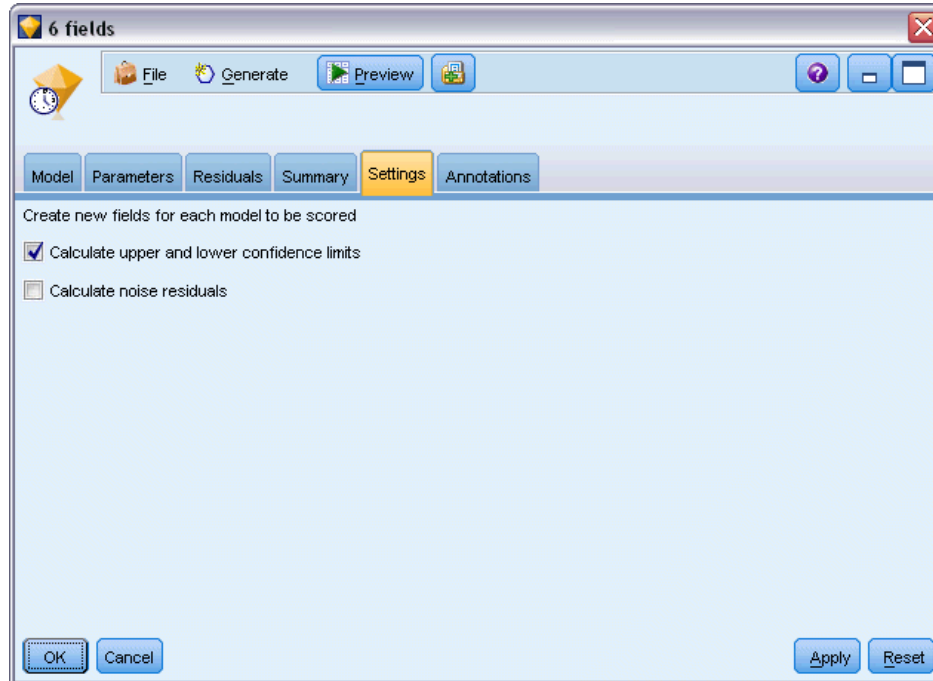 6 fields
File Generate Preview
Model Parameters Residuals Summary Settings Annotations
Create new fields for each model to be scored
Calculate upper and lower confidence limits
Calculate noise residuals
OK Cancel Apply Reset